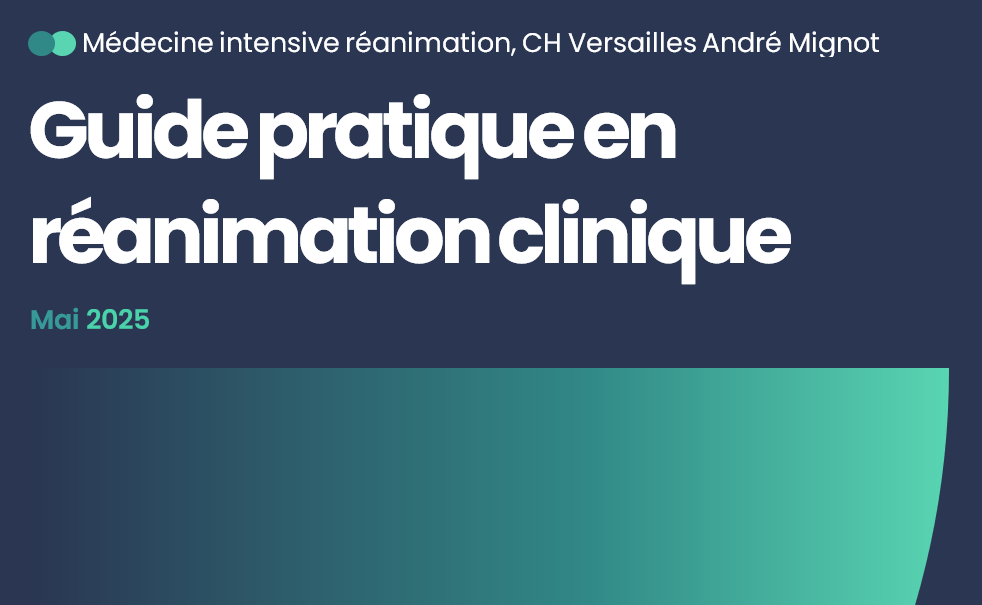 Médecine intensive réanimation, CH Versailles André Mignot
Guide pratique en
réanimation clinique
Mai 2025